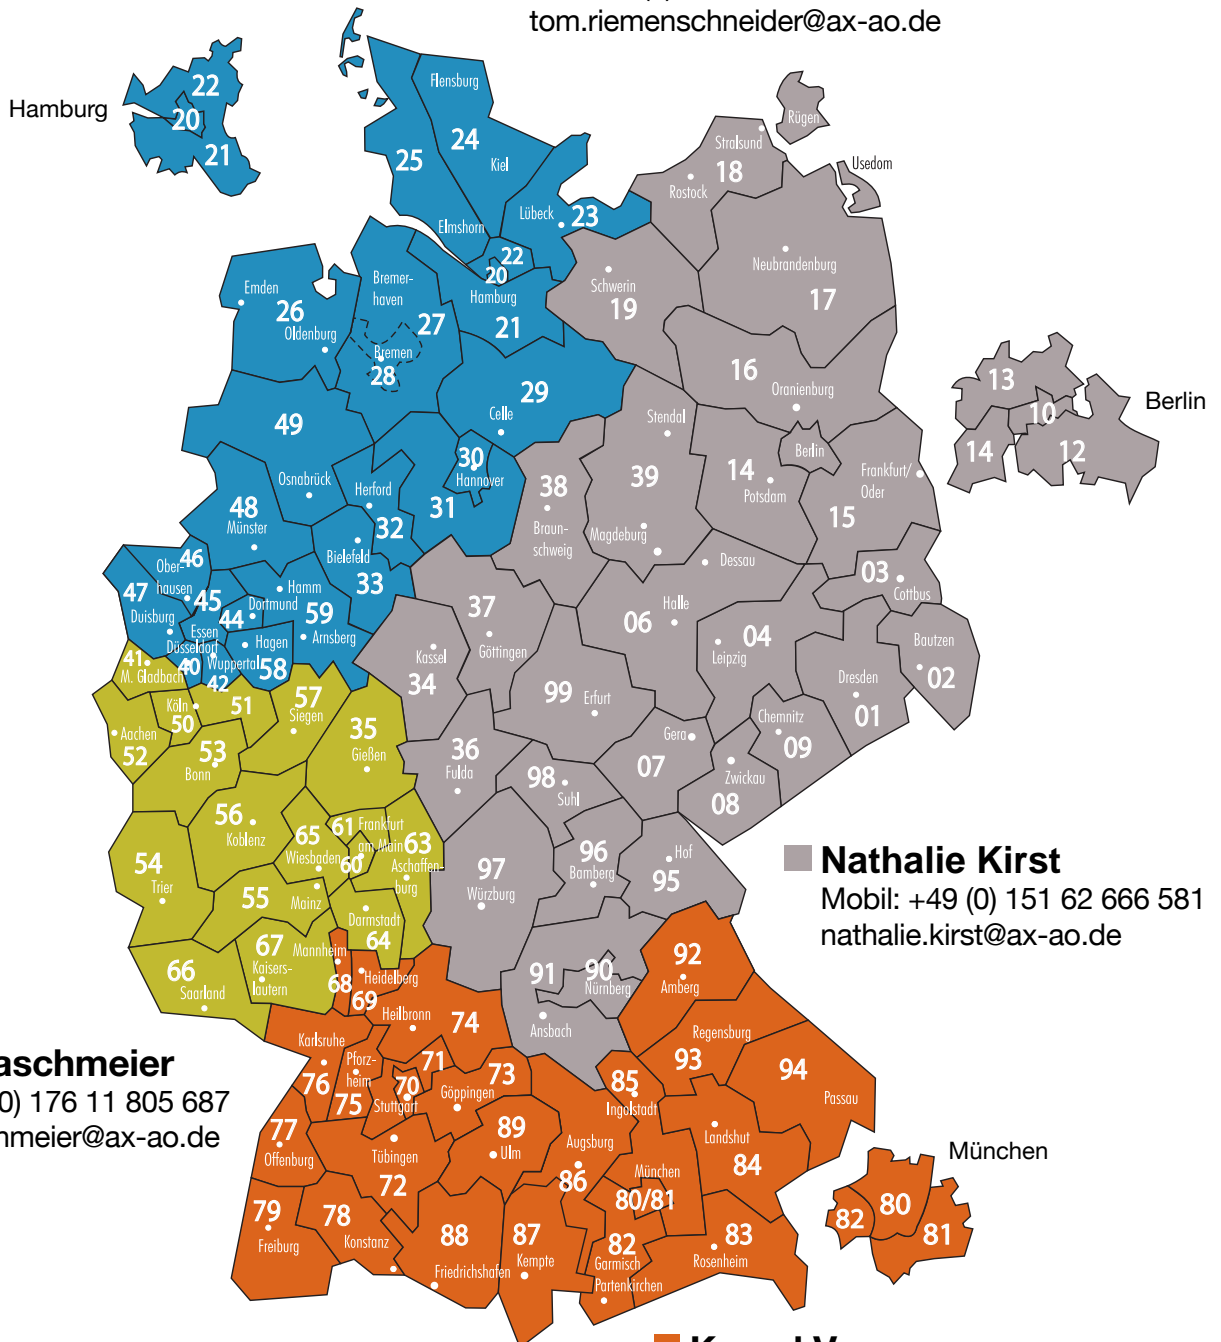 tom.riemenschneider@ax-ao.de
Hamburg
22
20
21
Flensburg
24
25
Kiel
Elmshorn
Lübeck
23
22
20
Hamburg
21
Rügen
Stralsund
18
Rostock
Usedom
Neubrandenburg
17
Schwerin
19
Emden
26
Oldenburg
Bremer-
haven
27
Bremen
28
29
Celle
16
Oranienburg
13
10
14
12
Berlin
49
Osnabrück
30
Hannover
31
Herford
32
48
Münster
Bielefeld
33
38
Braun-
schweig
Stendal
39
Magdeburg
14
Potsdam
Berlin
Frankfurt/
Oder
15
03
Cottbus
Dessau
46
Ober-
hausen
47
Duisburg
45
Essen
44
Dortmund
Hamm
59
Arnsberg
Düsseldorf
40
Wuppertal
42
Hagen
58
37
Göttingen
Kassel
34
06
Halle
04
Leipzig
Bautzen
02
Dresden
01
Chemnitz
09
Zwickau
08
Gera
07
99
Erfurt
98
Suhl
36
Fulda
41
M. Gladbach
Köln
50
51
57
Siegen
Aachen
52
53
Bonn
35
Gießen
56
Koblenz
65
Wiesbaden
61
Frankfurt
am Main
60
63
Aschaffen-
burg
54
Trier
55
Mainz
Darmstadt
64
66
Saarland
67
Kaisers-
lautern
97
Würzburg
96
Bamberg
Hof
95
91
90
Nürnberg
Ansbach
Nathalie Kirst
Mobil: +49 (0) 151 62 666 581
nathalie.kirst@ax-ao.de
Mannheim
68
Heidelberg
69
Heilbronn
74
92
Amberg
Regensburg
93
94
Passau
aschmeier
0) 176 11 805 687
nmeier@ax-ao.de
Karlsruhe
76
Pforz-
heim
75
71
70
Stuttgart
73
Göppingen
85
Ingolstadt
77
Offenburg
Tübingen
72
89
Ulm
Augsburg
86
Landshut
84
München
80/81
79
Freiburg
78
Konstanz
88
Friedrichshafen
87
Kempte
82
Garmisch
Partenkirchen
83
Rosenheim
München
82
80
81